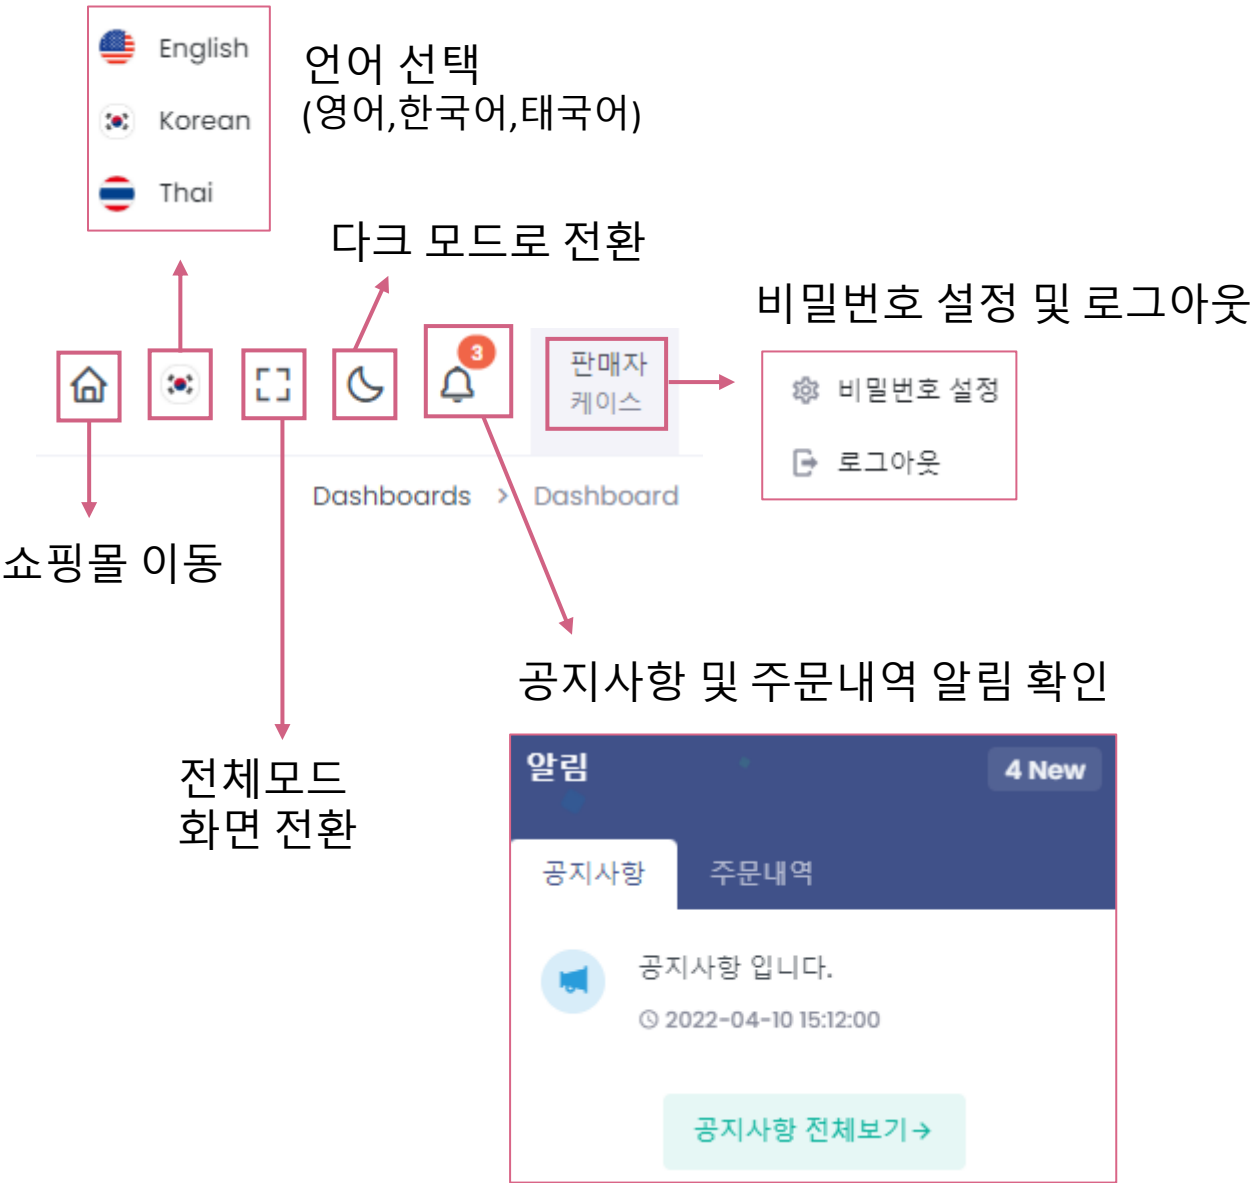 English
Korean
Thai
언어 선택
(영어,한국어,태국어)
다크 모드로 전환
비밀번호 설정 및 로그아웃
3
판매자
케이스
비밀번호 설정
로그아웃
Dashboards > Dashboard
쇼핑몰 이동
공지사항 및 주문내역 알림 확인
전체모드
화면 전환
알림
4 New
공지사항
주문내역
공지사항 입니다.
2022-04-10 15:12:00
공지사항 전체보기→